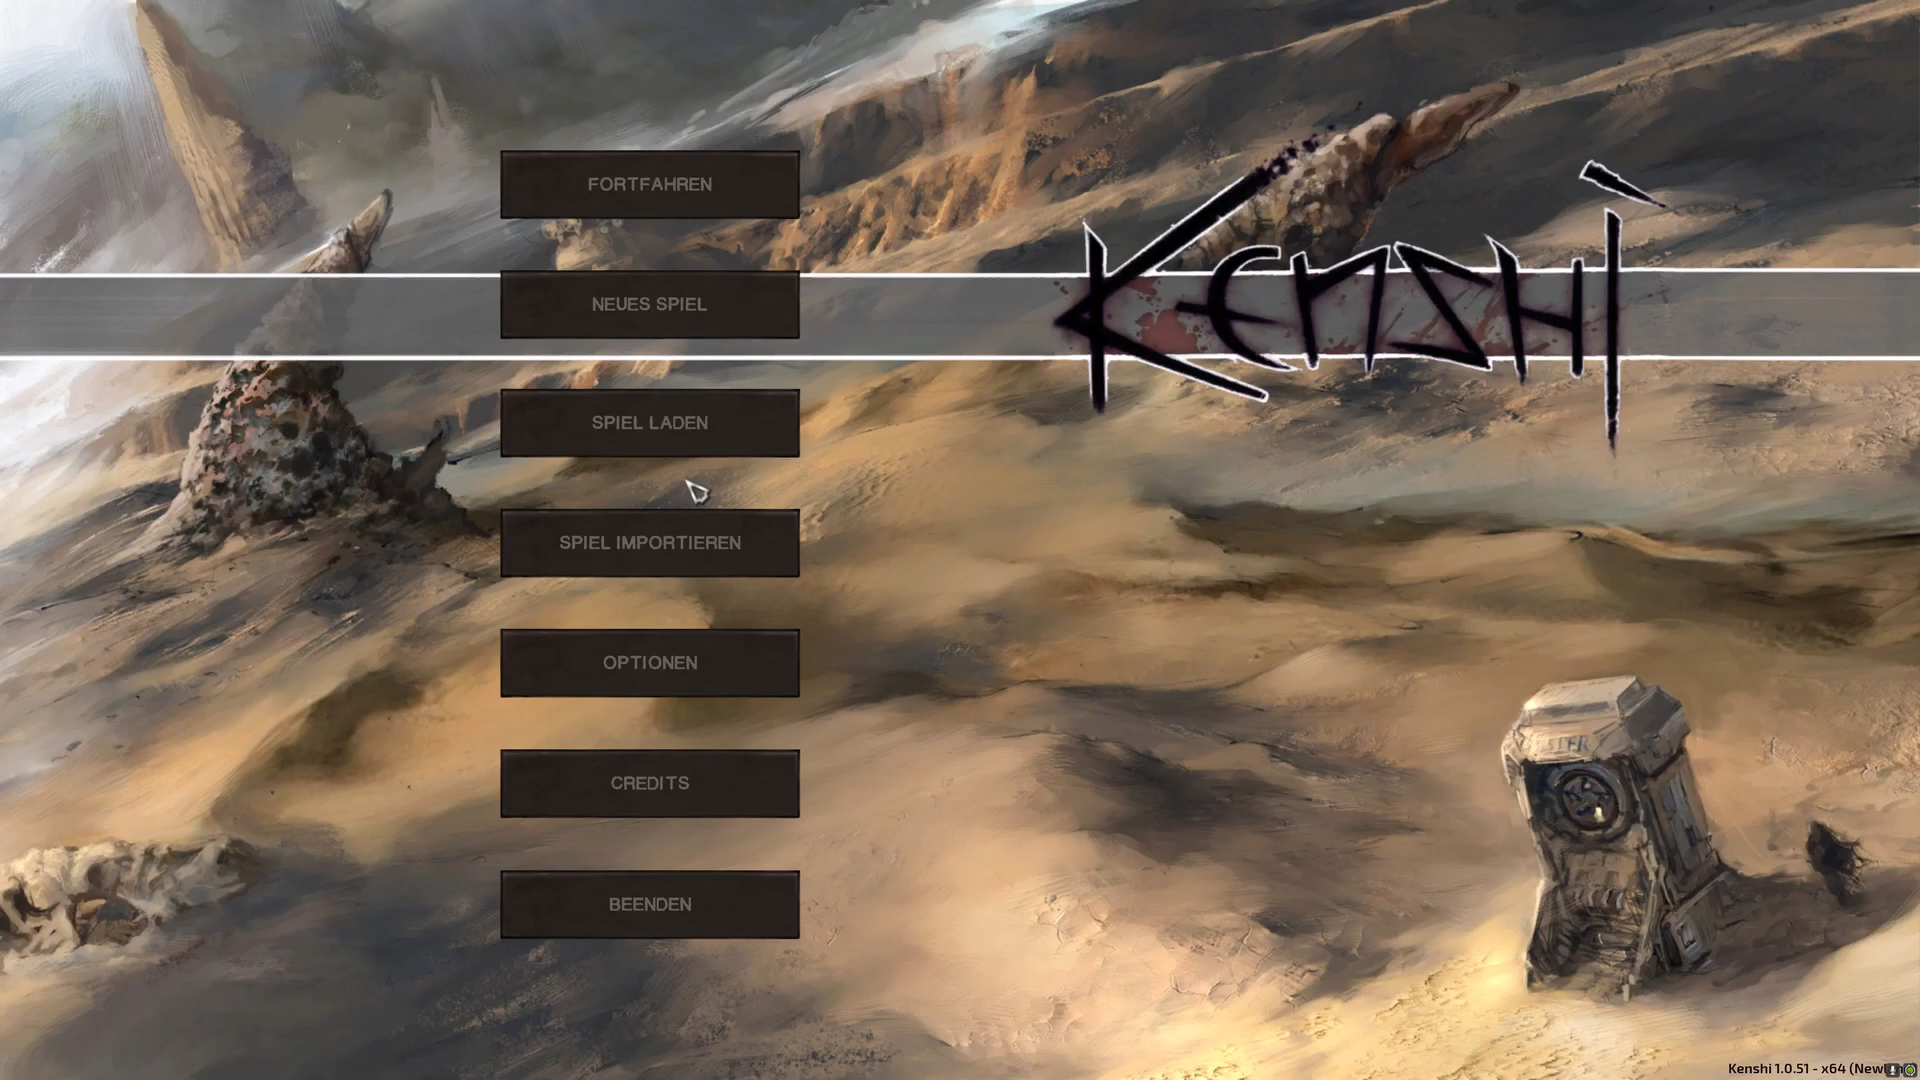 FORTFAHREN
NEUES SPIEL
KENSHI
SPIEL LADEN
SPIEL IMPORTIEREN
OPTIONEN
CREDITS
BEENDEN
Kenshi 1.0.51 - x64